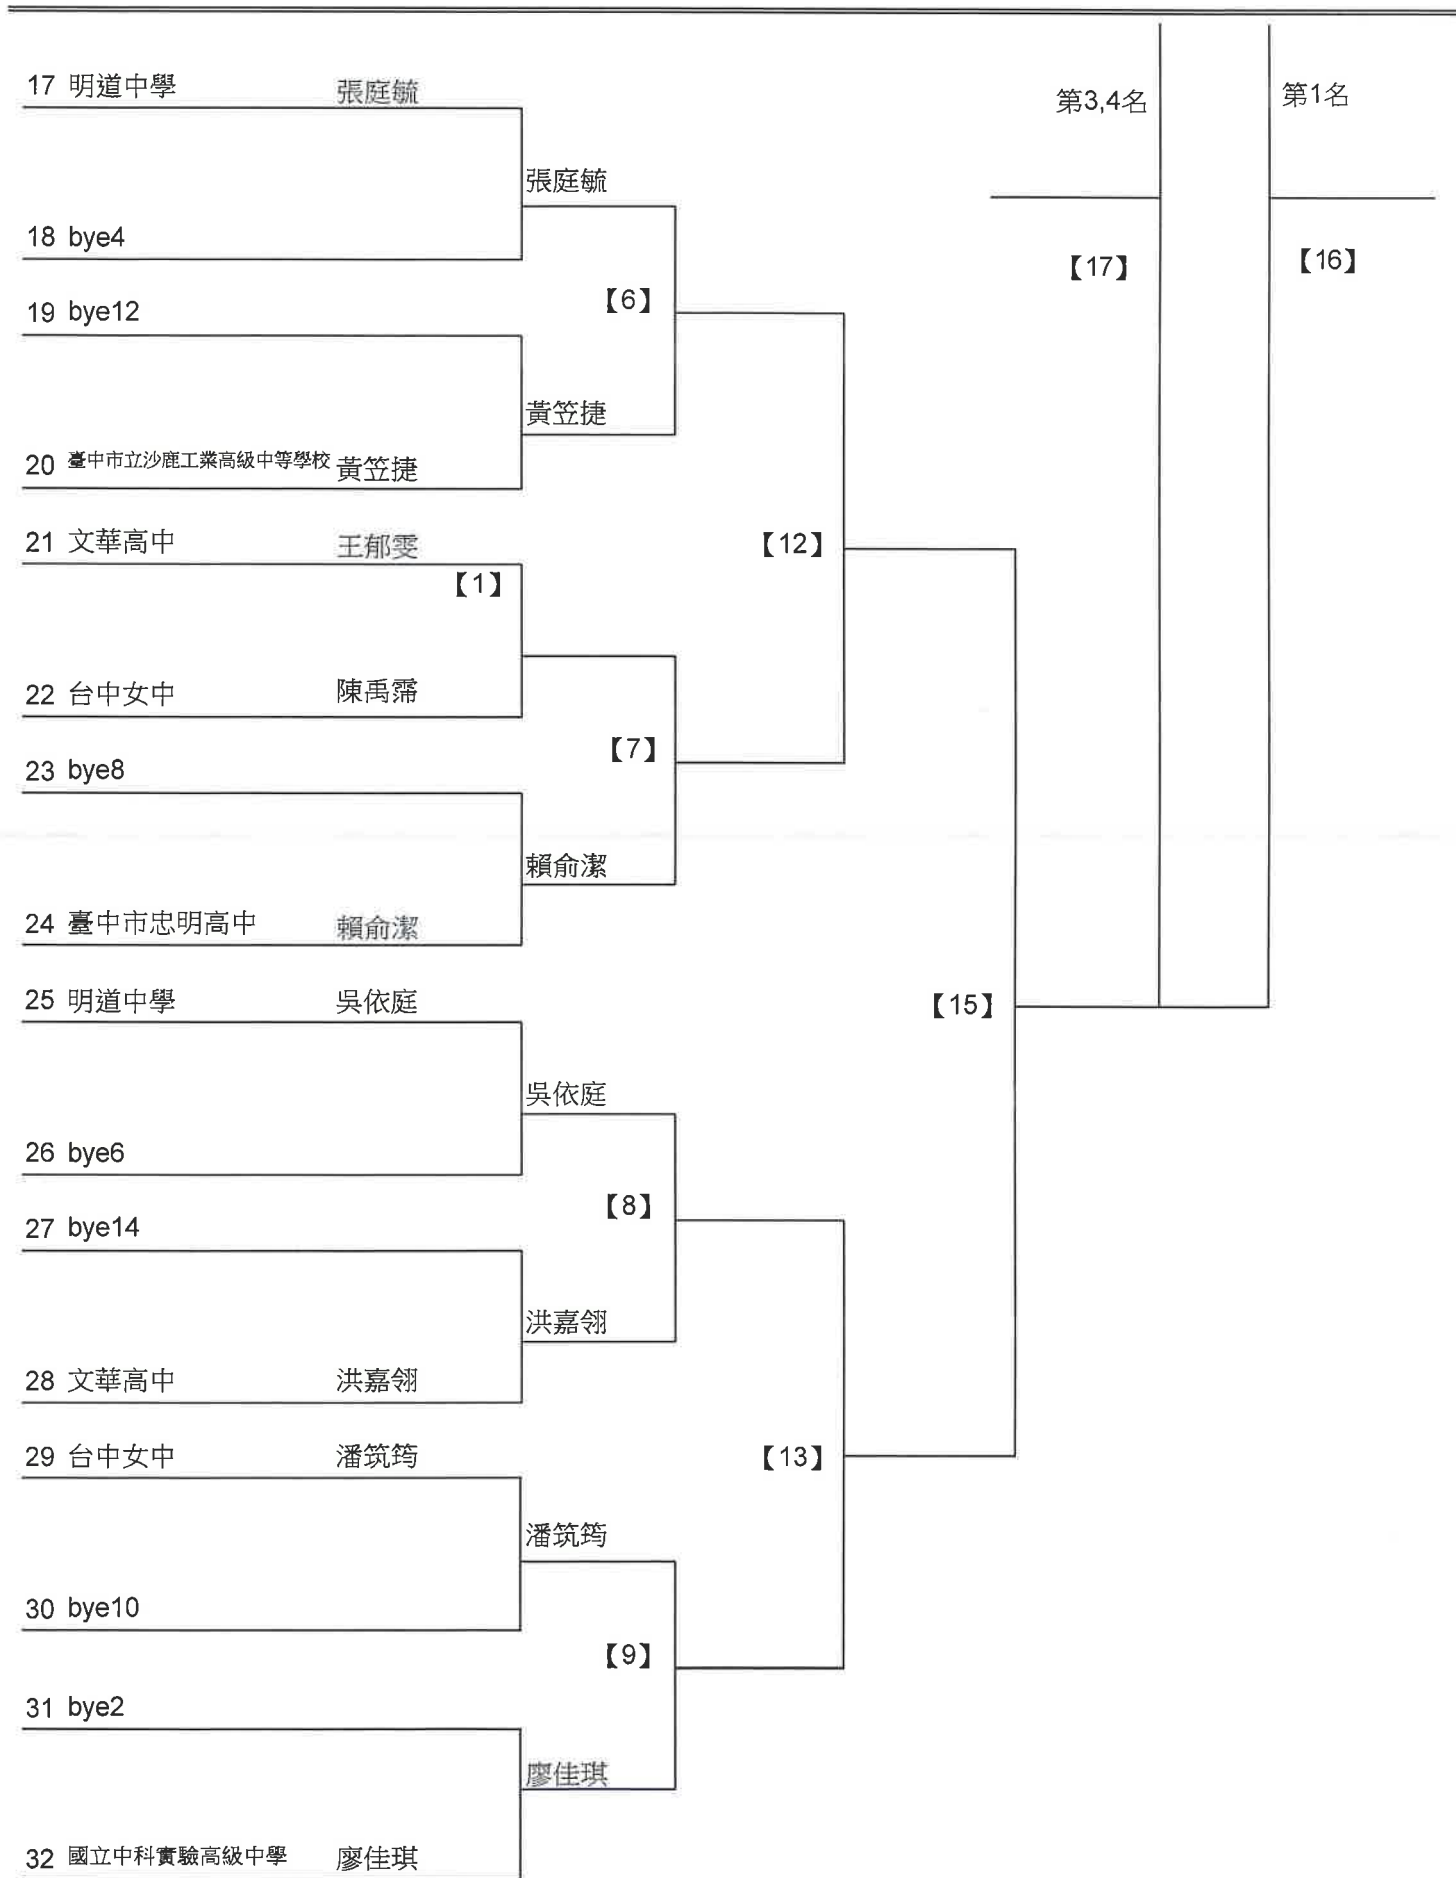 第3,4名 第1名
17 明道中學 張庭毓
張庭毓
18 bye4
【17】 【16】
19 bye12
【6】
黃笠捷
20 臺中市立沙鹿工業高級中等學校 黃笠捷
21 文華高中 王郁雯
【12】
【1】
22 台中女中 陳禹霈
【7】
23 bye8
賴俞潔
24 臺中市忠明高中 賴俞潔
25 明道中學 吳依庭
【15】
吳依庭
26 bye6
【8】
27 bye14
洪嘉翎
28 文華高中 洪嘉翎
29 台中女中 潘筑筠
【13】
潘筑筠
30 bye10
【9】
31 bye2
廖佳琪
32 國立中科實驗高級中學 廖佳琪